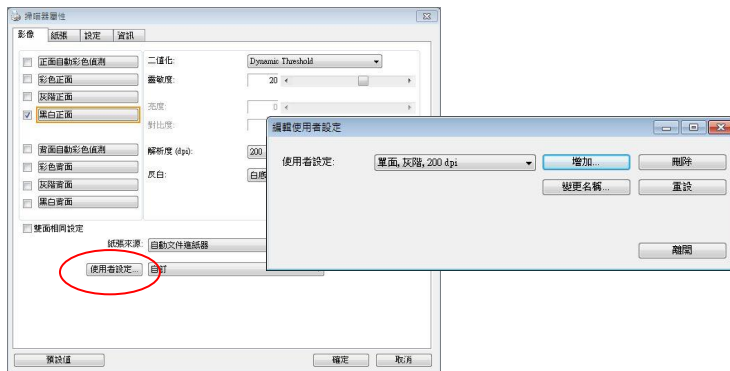 掃瞄器屬性
影像 紙張 設定 資訊
正面自動彩色偵測
彩色正面
灰階正面
黑白正面
背面自動彩色偵測
彩色背面
灰階背面
黑白背面
二值化: Dynamic Threshold
靈敏度: 20
亮度: 0
對比度:
解析度 (dpi): 200
反白: 白底
雙面相同設定
紙張來源: 自動文件進紙器
使用者設定... 自訂
預設值 確定 取消
編輯使用者設定
使用者設定: 單面, 灰階, 200 dpi 增加... 刪除
變更名稱... 重設
離開